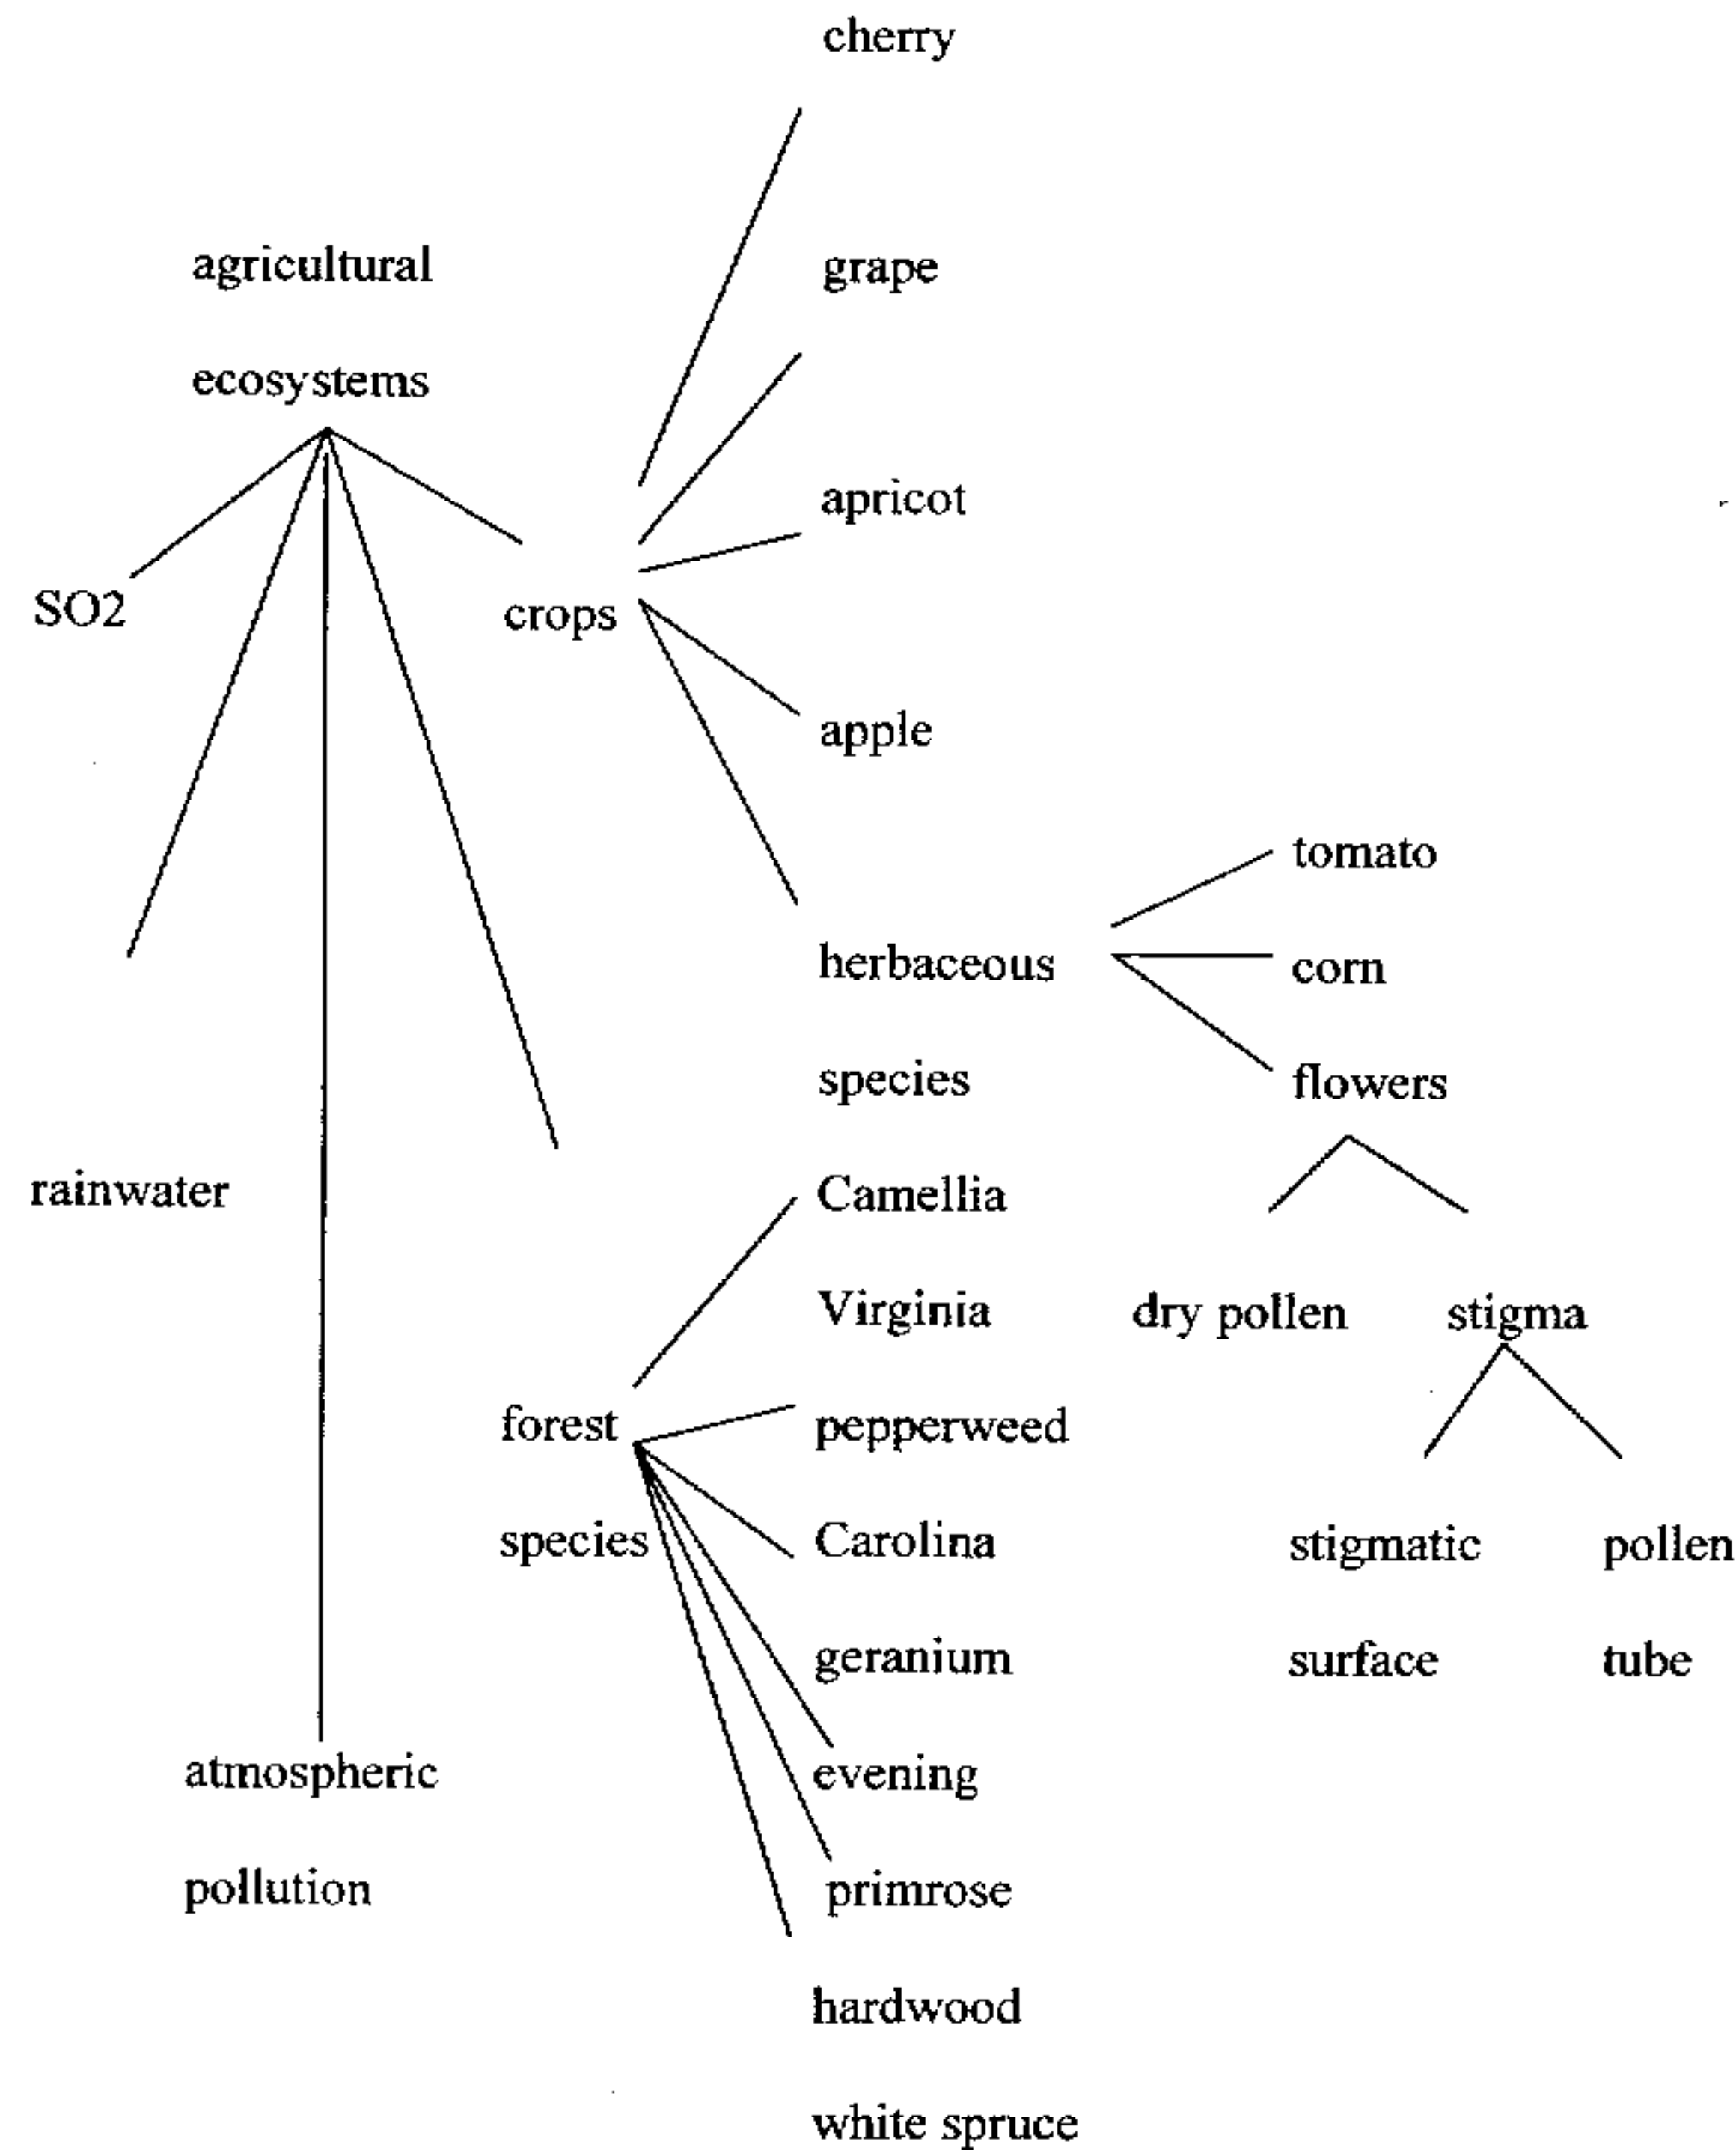 cherry
agricultural
grape
ecosystems
apricot
SO2
crops
apple
tomato
herbaceous
corn
species
flowers
rainwater
Camellia
Virginia
dry pollen
stigma
forest
pepperweed
species
Carolina
stigmatic
pollen
geranium
surface
tube
atmospheric
evening
pollution
primrose
hardwood
white spruce